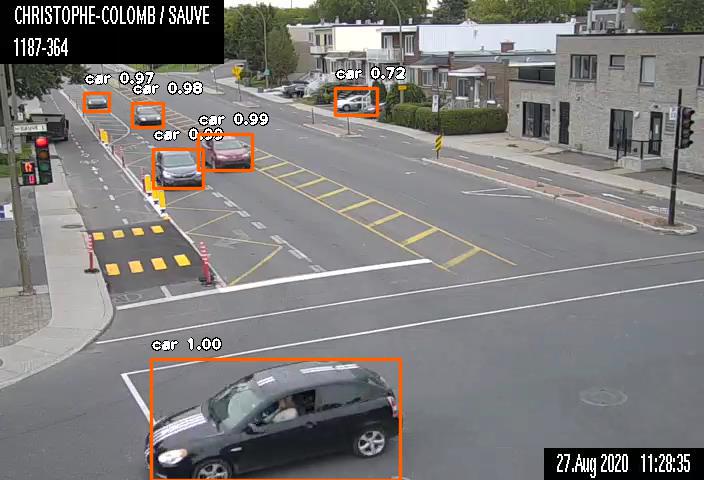 CHRISTOPHE-COLOMB / SAUVE
1187-364
car 0.97
car 0.98
car 0.72
car 0.99
car 1.00
27.Aug 2020 11:28:35